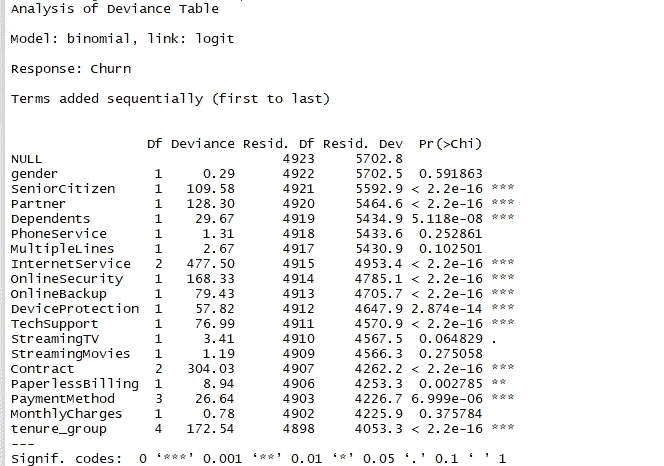 Analysis of Deviance Table
Model: binomial, link: logit
Response: Churn
Terms added sequentially (first to last)
Df Deviance Resid. Df Resid. Dev Pr(>Chi)
NULL 4923 5702.8
gender 1 0.29 4922 5702.5 0.591863
SeniorCitizen 1 109.58 4921 5592.9 < 2.2e-16 ***
Partner 1 128.30 4920 5464.6 < 2.2e-16 ***
Dependents 1 29.67 4919 5434.9 5.118e-08 ***
PhoneService 1 1.31 4918 5433.6 0.252861
MultipleLines 1 2.67 4917 5430.9 0.102501
InternetService 2 477.50 4915 4953.4 < 2.2e-16 ***
OnlineSecurity 1 168.33 4914 4785.1 < 2.2e-16 ***
OnlineBackup 1 79.43 4913 4705.7 < 2.2e-16 ***
DeviceProtection 1 57.82 4912 4647.9 2.874e-14 ***
TechSupport 1 76.99 4911 4570.9 < 2.2e-16 ***
StreamingTV 1 3.41 4910 4567.5 0.064829 .
StreamingMovies 1 1.19 4909 4566.3 0.275058
Contract 2 304.03 4907 4262.2 < 2.2e-16 ***
PaperlessBilling 1 8.94 4906 4253.3 0.002785 **
PaymentMethod 3 26.64 4903 4226.7 6.999e-06 ***
MonthlyCharges 1 0.78 4902 4225.9 0.375784
tenure_group 4 172.54 4898 4053.3 < 2.2e-16 ***
---
Signif. codes: 0 ‘***’ 0.001 ‘**’ 0.01 ‘*’ 0.05 ‘.’ 0.1 ‘ ’ 1